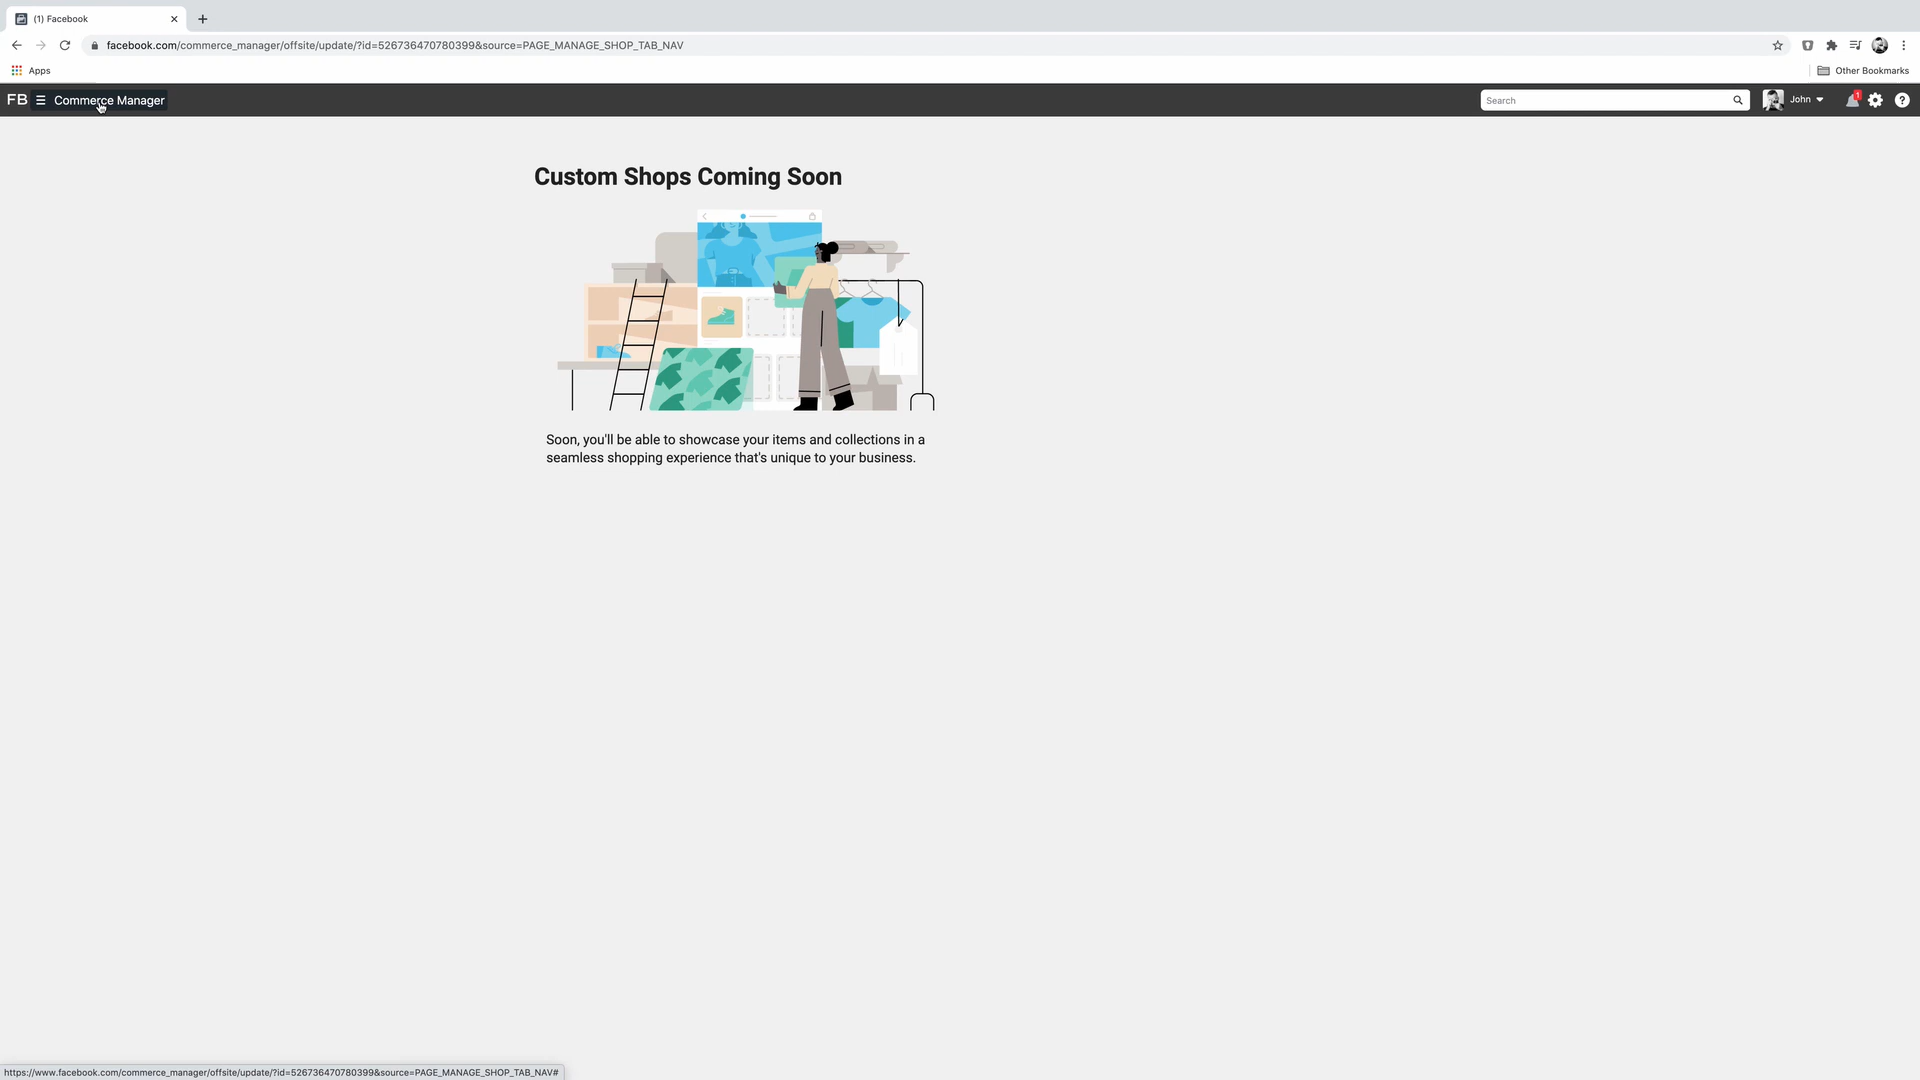 (1) Facebook
facebook.com/commerce_manager/offsite/update/?id=526736470780399&source=PAGE_MANAGE_SHOP_TAB_NAV
Apps
Other Bookmarks
FB Commerce Manager
Search
John
1
Custom Shops Coming Soon
Soon, you'll be able to showcase your items and collections in a
seamless shopping experience that's unique to your business.
https://www.facebook.com/commerce_manager/offsite/update/?id=526736470780399&source=PAGE_MANAGE_SHOP_TAB_NAV#